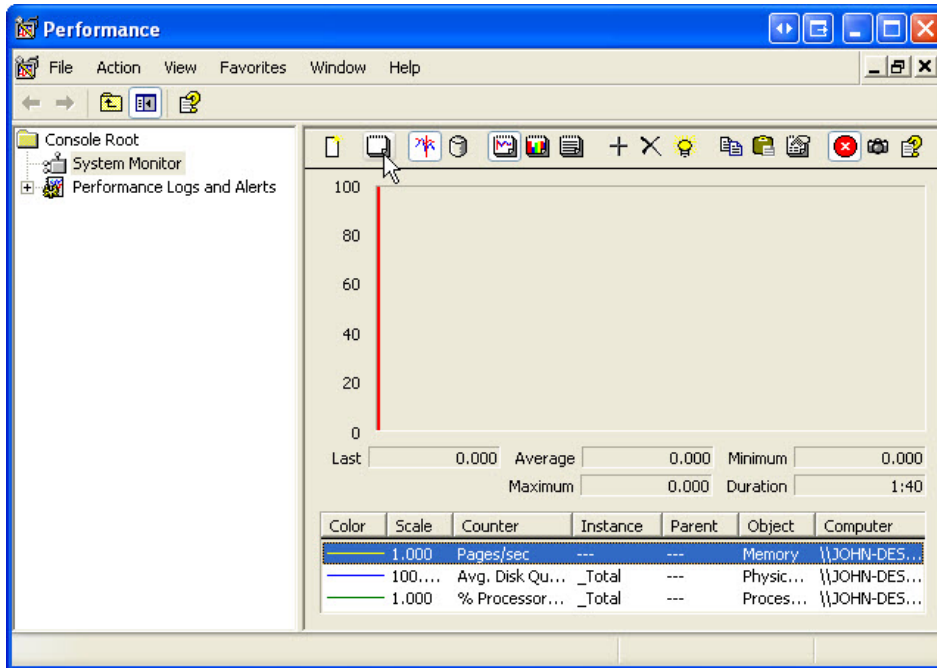 Performance
File Action View Favorites Window Help
Console Root
System Monitor
Performance Logs and Alerts
100
80
60
40
20
0
Last 0.000 Average 0.000 Minimum 0.000
Maximum 0.000 Duration 1:40
Color Scale Counter Instance Parent Object Computer
1.000 Pages/sec --- --- Memory \\JOHN-DES...
100.... Avg. Disk Qu... _Total --- Physic... \\JOHN-DES...
1.000 % Processor... _Total --- Proces... \\JOHN-DES...